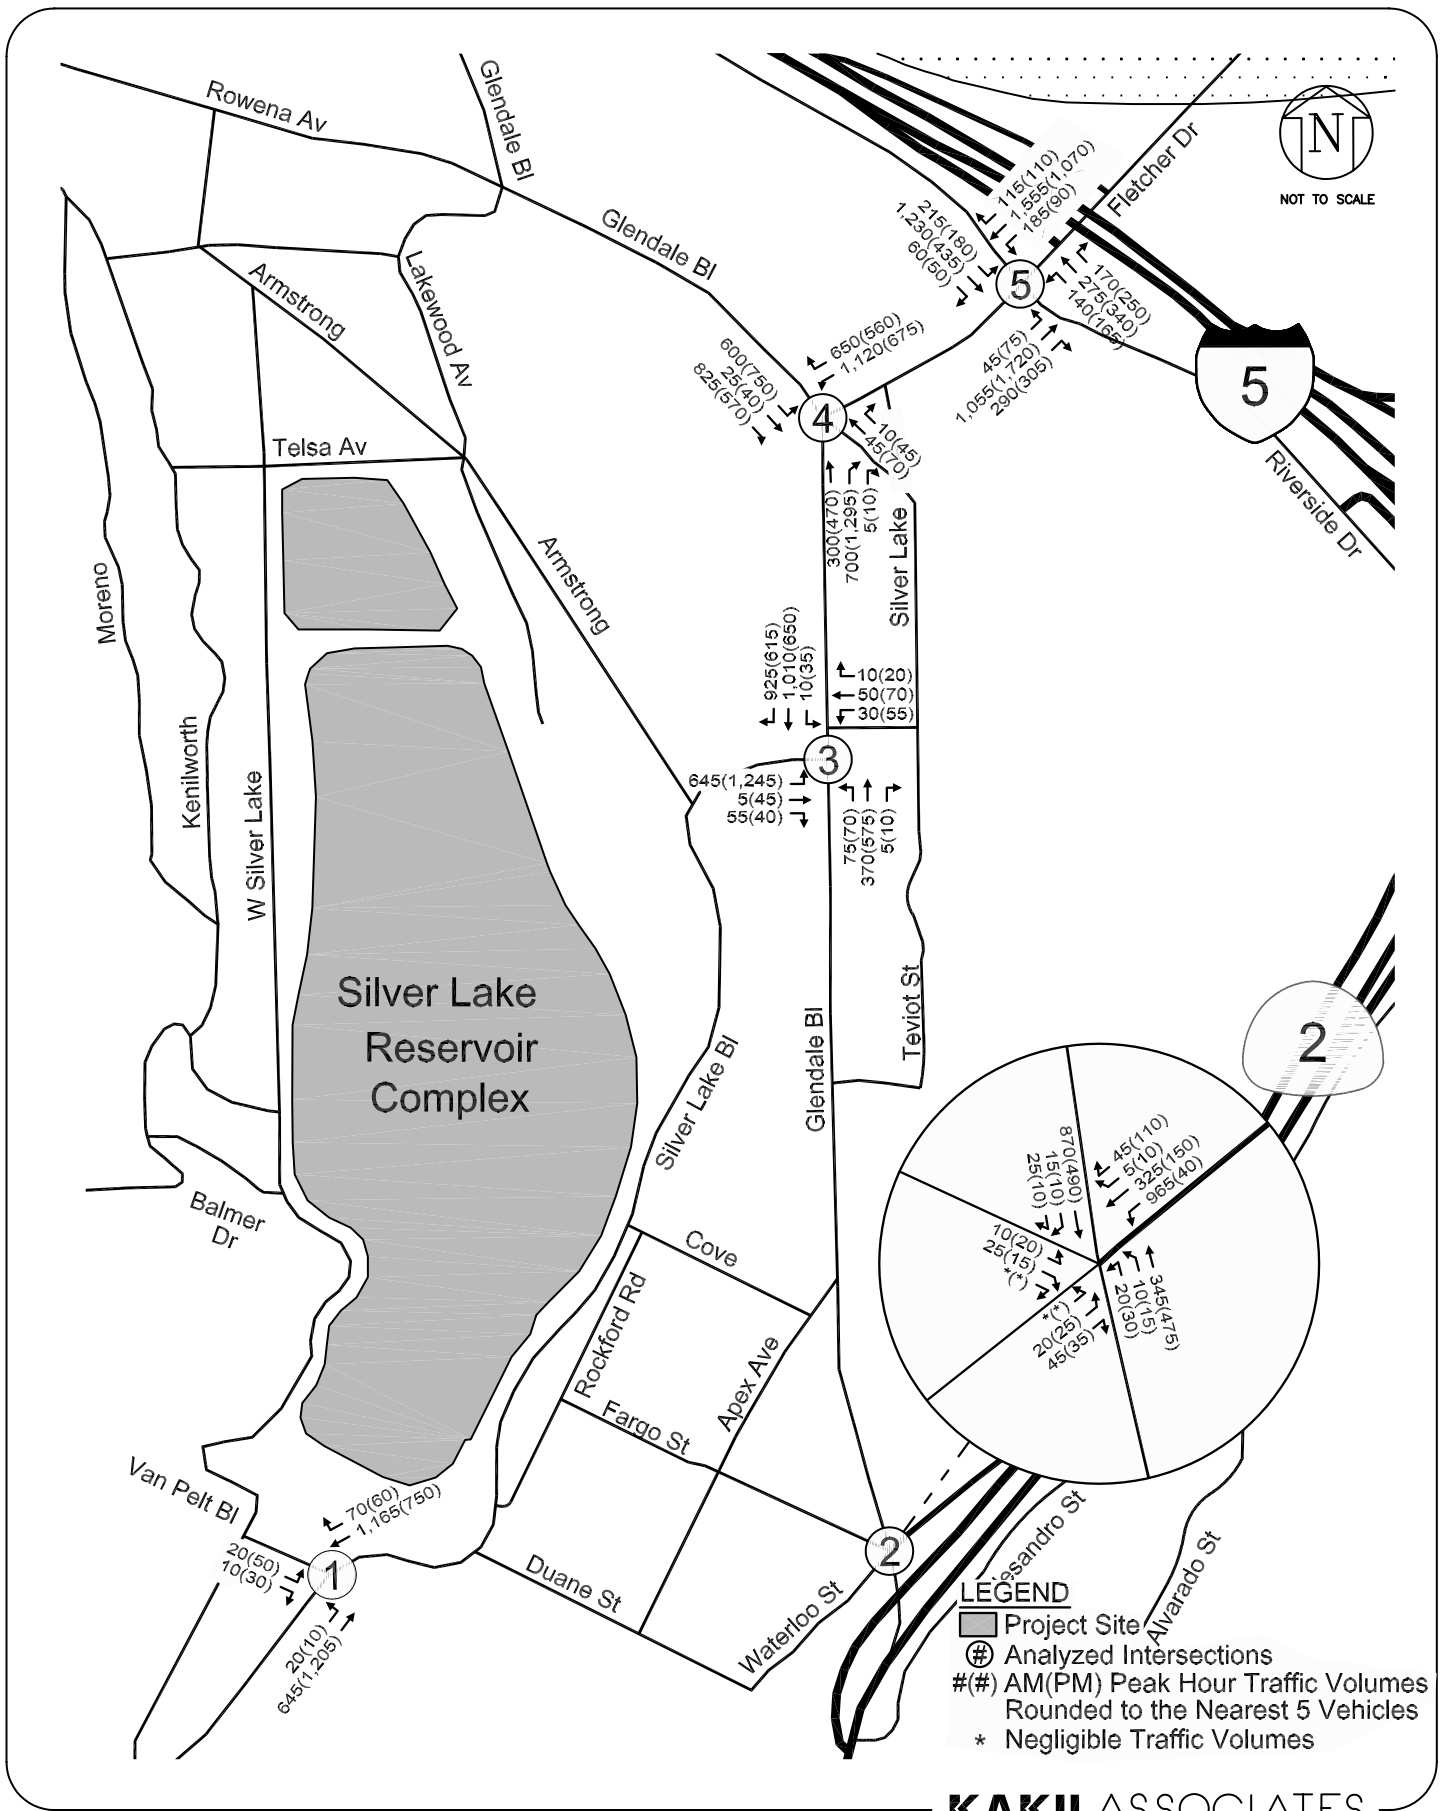 Rowena Av
Glendale Bl
Glendale Bl
Fletcher Dr
N
NOT TO SCALE
115(110)
1,555(1,070)
185(90)
215(180)
1,230(435)
60(50)
5
170(250)
275(340)
140(165)
45(75)
1,055(1,720)
290(305)
5
Riverside Dr
Armstrong
Lakewood Av
650(560)
1,120(675)
600(750)
25(40)
825(570)
4
10(45)
45(70)
300(470)
700(1,295)
5(10)
Silver Lake
Telsa Av
Moreno
Kenilworth
W Silver Lake
Armstrong
925(615)
1,010(650)
10(35)
10(20)
50(70)
30(55)
3
645(1,245)
5(45)
55(40)
75(70)
370(575)
5(10)
Silver Lake
Reservoir
Complex
Teviot St
Glendale Bl
Silver Lake Bl
2
870(490)
15(10)
25(10)
45(110)
5(10)
325(150)
965(40)
10(20)
25(15)
*(*)
*(*)
20(25)
45(35)
345(475)
10(15)
20(30)
Balmer
Dr
Cove
Rockford Rd
Apex Ave
Fargo St
Van Pelt Bl
70(60)
1,165(750)
20(50)
10(30)
1
20(10)
645(1,205)
Duane St
Waterloo St
2
esandro St
Alvarado St
LEGEND
Project Site
# Analyzed Intersections
#(#) AM(PM) Peak Hour Traffic Volumes
Rounded to the Nearest 5 Vehicles
* Negligible Traffic Volumes
KAKU ASSOCIATES